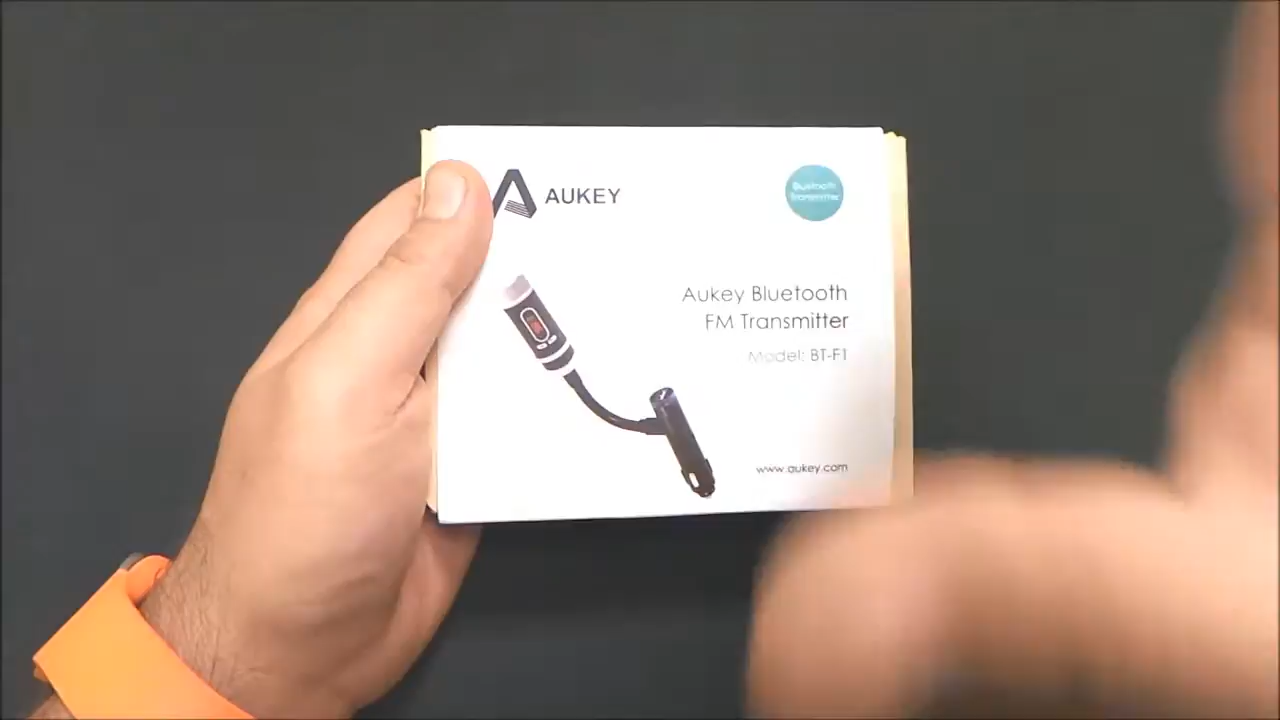 AUKEY
Bluetooth
Transmitter
Aukey Bluetooth
FM Transmitter
Model: BT-F1
www.aukey.com